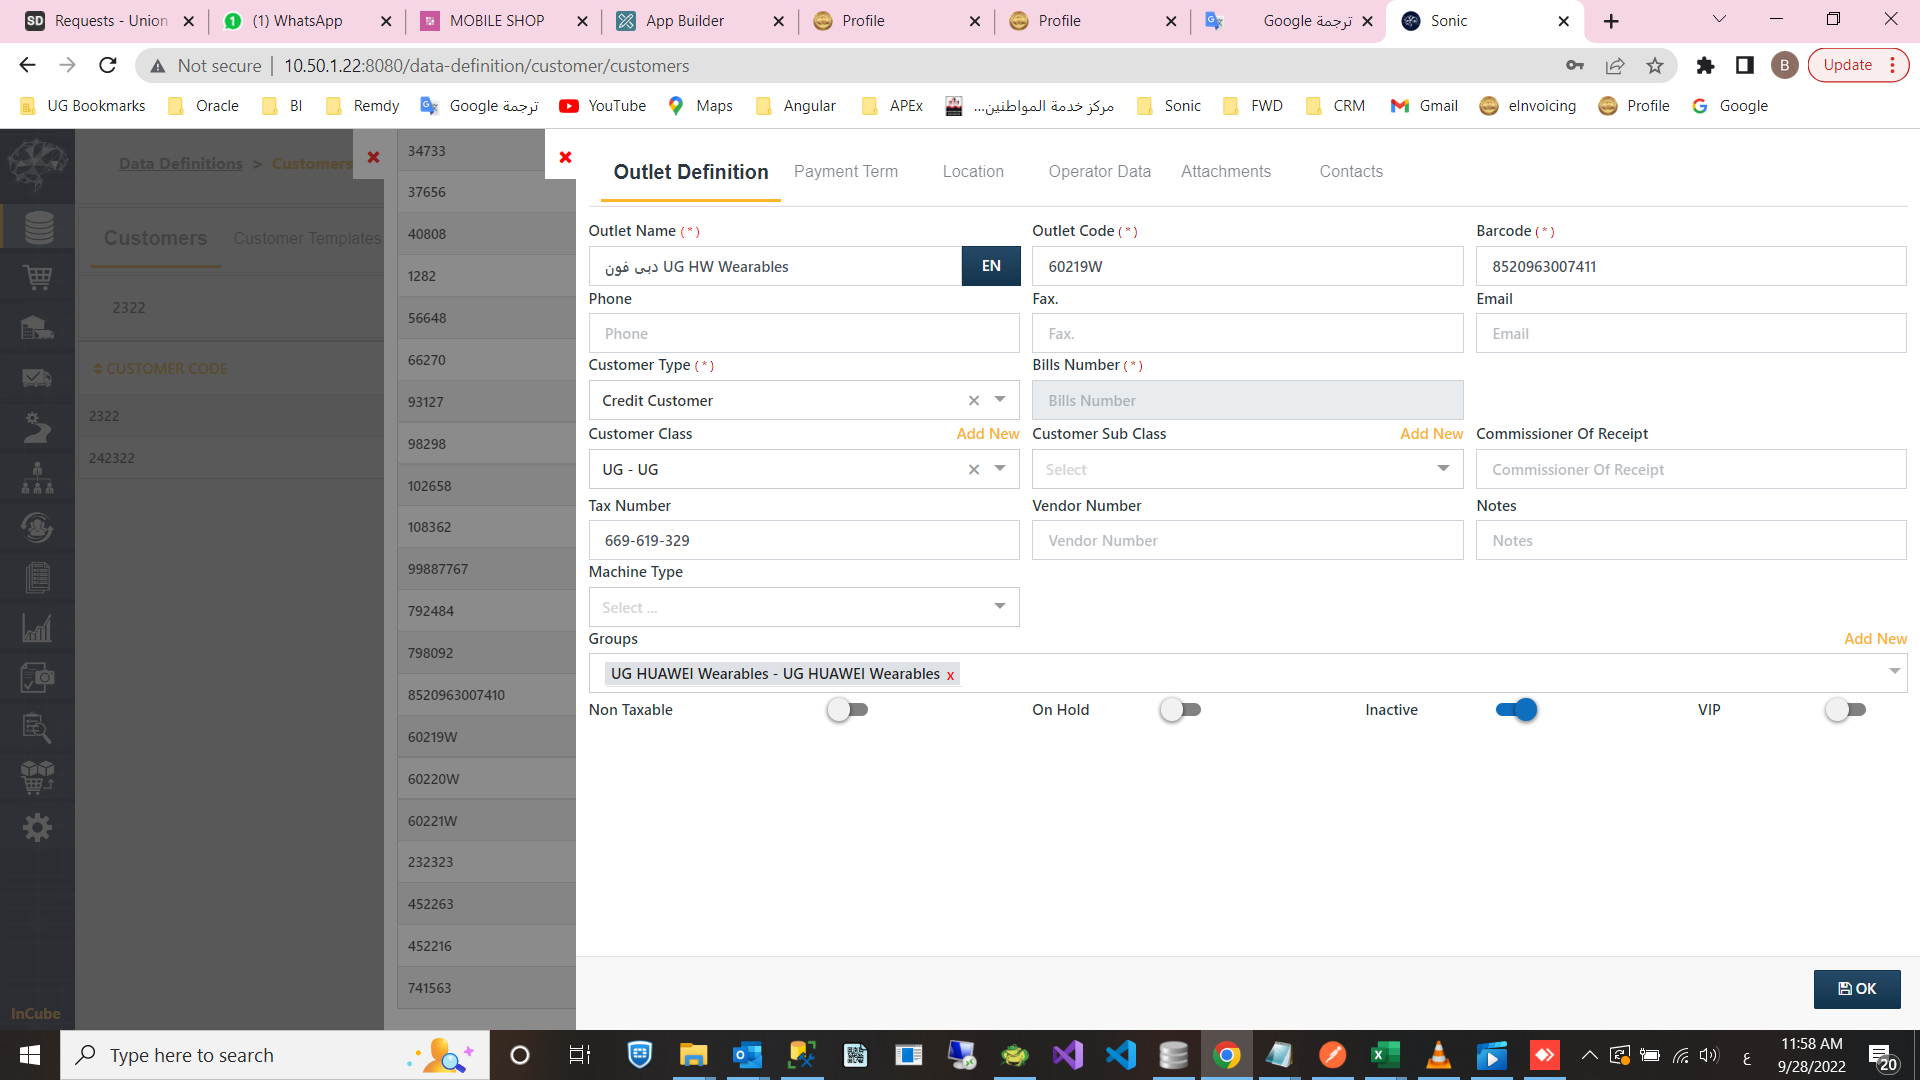 Requests - Union
(1) WhatsApp
MOBILE SHOP
App Builder
Profile
Profile
ترجمة Google
Sonic
Not secure
10.50.1.22:8080/data-definition/customer/customers
B
Update
UG Bookmarks
Oracle
BI
Remdy
ترجمة Google
YouTube
Maps
Angular
APEx
مركز خدمة المواطنين...
Sonic
FWD
CRM
Gmail
eInvoicing
Profile
Google
Data Definitions > Customers
Customers
Customer Templates
2322
CUSTOMER CODE
2322
242322
InCube
34733
37656
40808
1282
56648
66270
93127
98298
102658
108362
99887767
792484
798092
8520963007410
60219W
60220W
60221W
232323
452263
452216
741563
Outlet Definition
Payment Term
Location
Operator Data
Attachments
Contacts
Outlet Name (*)
Outlet Code (*)
Barcode (*)
دبى فون UG HW Wearables
EN
60219W
8520963007411
Phone
Fax.
Email
Phone
Fax.
Email
Customer Type (*)
Bills Number (*)
Credit Customer
Bills Number
Customer Class
Add New
Customer Sub Class
Add New
Commissioner Of Receipt
UG - UG
Select
Commissioner Of Receipt
Tax Number
Vendor Number
Notes
669-619-329
Vendor Number
Notes
Machine Type
Select ...
Groups
Add New
UG HUAWEI Wearables - UG HUAWEI Wearables x
Non Taxable
On Hold
Inactive
VIP
OK
Type here to search
ع
11:58 AM
9/28/2022
20